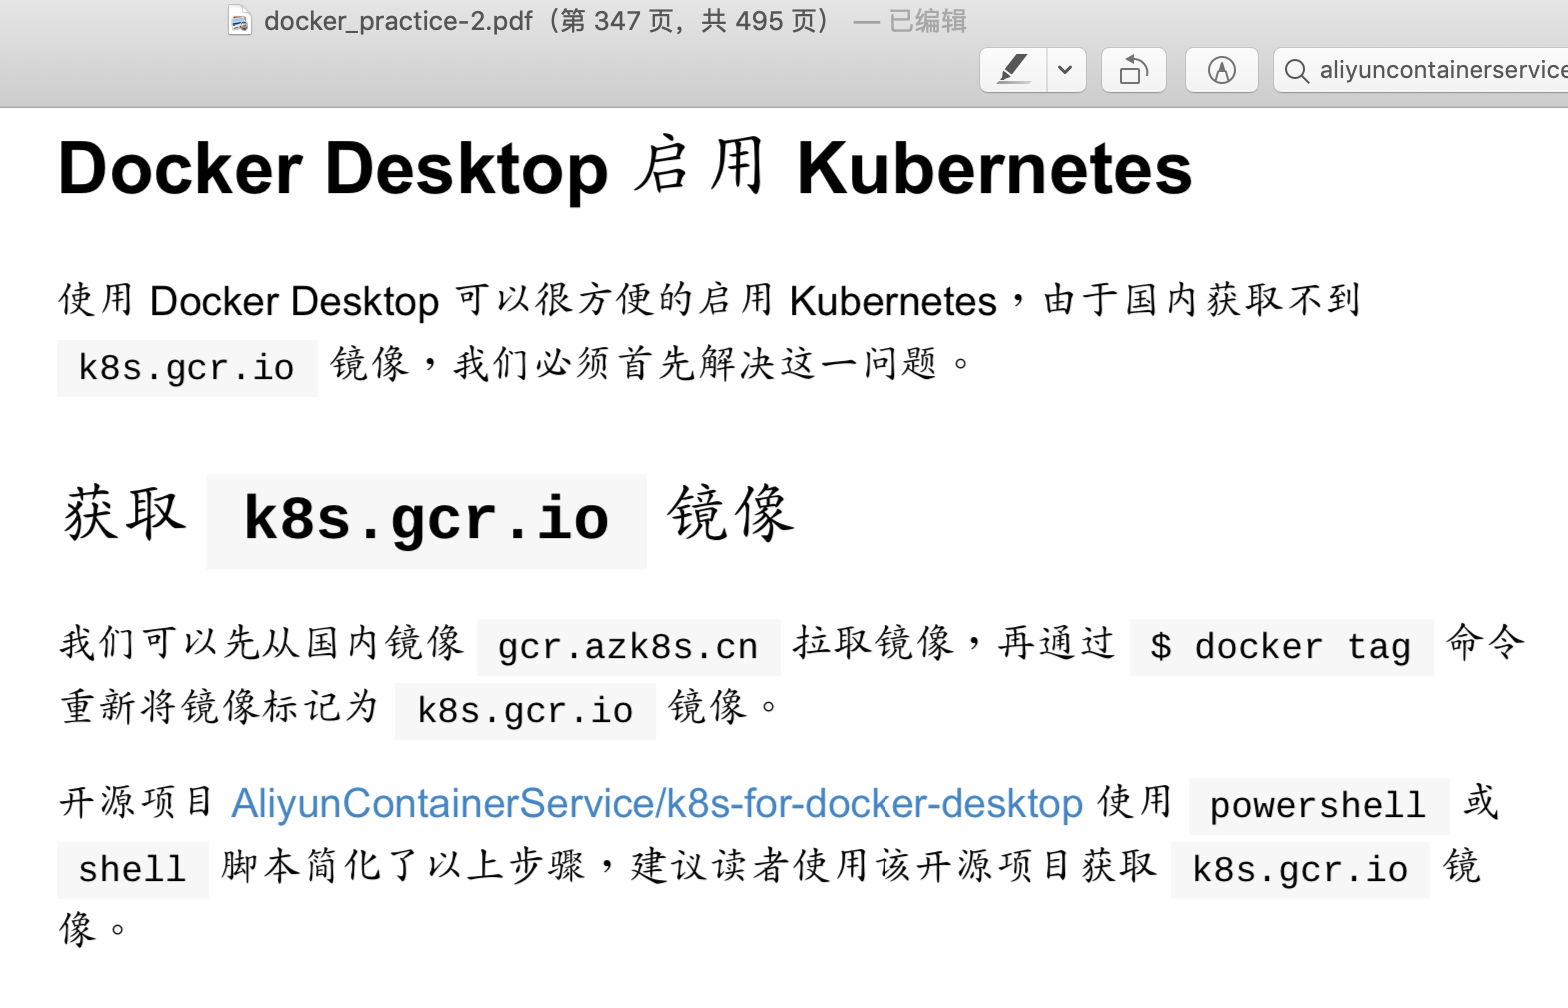 docker_practice-2.pdf（第 347 页，共 495 页） — 已编辑
aliyuncontainerservice
Docker Desktop 启用 Kubernetes
使用 Docker Desktop 可以很方便的启用 Kubernetes，由于国内获取不到
k8s.gcr.io 镜像，我们必须首先解决这一问题。
获取 k8s.gcr.io 镜像
我们可以先从国内镜像 gcr.azk8s.cn 拉取镜像，再通过 $ docker tag 命令
重新将镜像标记为 k8s.gcr.io 镜像。
开源项目 AliyunContainerService/k8s-for-docker-desktop 使用 powershell 或
shell 脚本简化了以上步骤，建议读者使用该开源项目获取 k8s.gcr.io 镜
像。